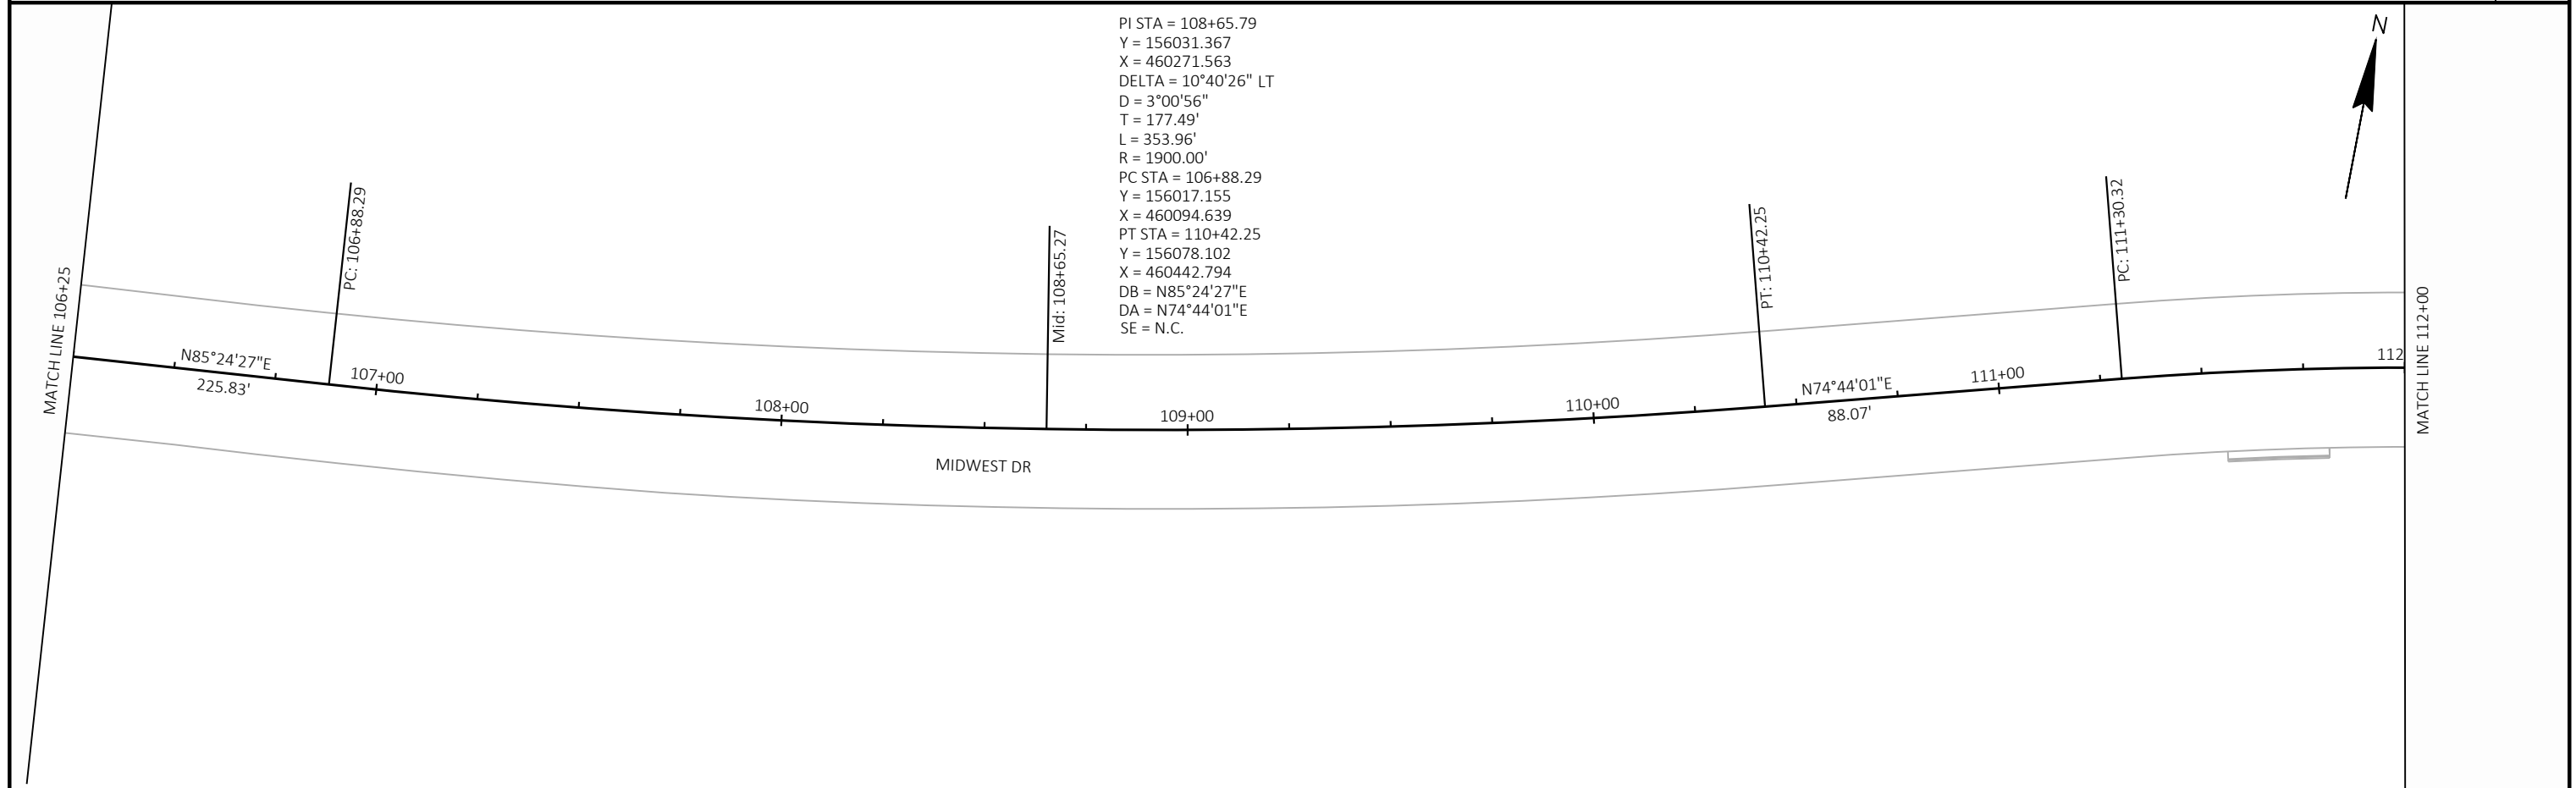 PI STA = 108+65.79
Y = 156031.367
X = 460271.563
DELTA = 10°40'26" LT
D = 3°00'56"
T = 177.49'
L = 353.96'
R = 1900.00'
PC STA = 106+88.29
Y = 156017.155
X = 460094.639
PT STA = 110+42.25
Y = 156078.102
X = 460442.794
DB = N85°24'27"E
DA = N74°44'01"E
SE = N.C.
N
MATCH LINE 106+25
PC: 106+88.29
Mid: 108+65.27
PT: 110+42.25
PC: 111+30.32
MATCH LINE 112+00
N85°24'27"E
225.83'
107+00
108+00
109+00
110+00
N74°44'01"E
88.07'
111+00
112
MIDWEST DR